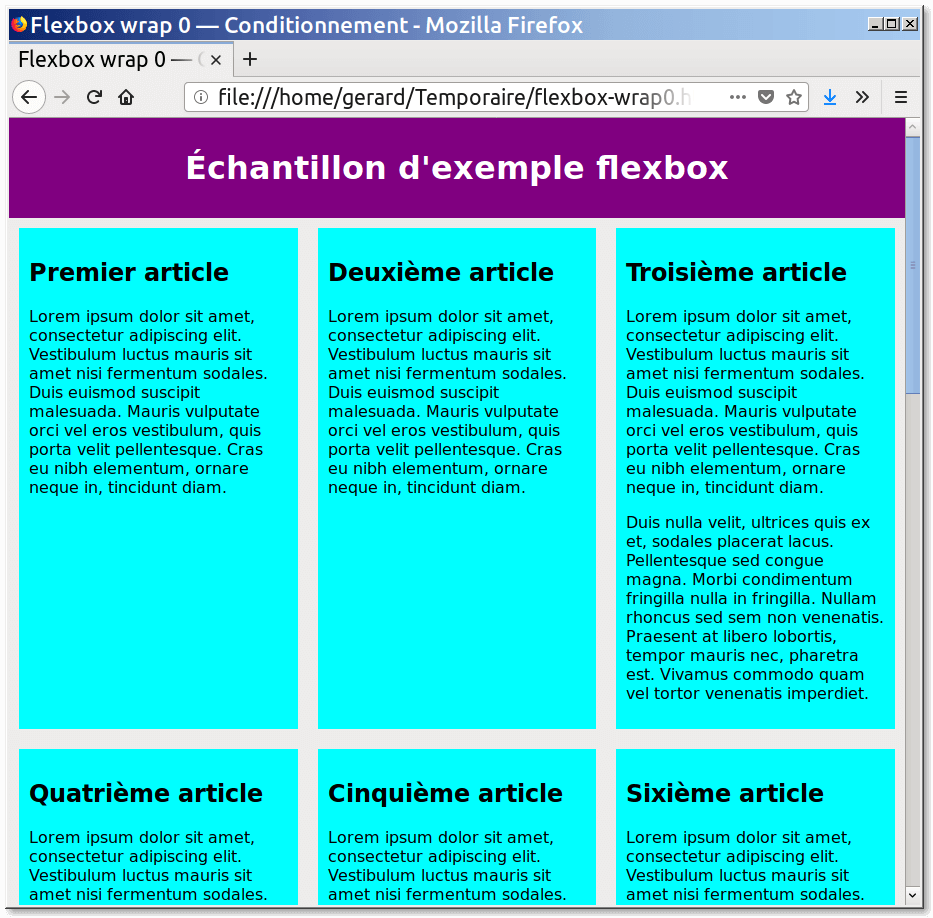 Flexbox wrap 0 — Conditionnement - Mozilla Firefox
Flexbox wrap 0 —
file:///home/gerard/Temporaire/flexbox-wrap0.h
Échantillon d'exemple flexbox
Premier article
Lorem ipsum dolor sit amet,
consectetur adipiscing elit.
Vestibulum luctus mauris sit
amet nisi fermentum sodales.
Duis euismod suscipit
malesuada. Mauris vulputate
orci vel eros vestibulum, quis
porta velit pellentesque. Cras
eu nibh elementum, ornare
neque in, tincidunt diam.
Deuxième article
Lorem ipsum dolor sit amet,
consectetur adipiscing elit.
Vestibulum luctus mauris sit
amet nisi fermentum sodales.
Duis euismod suscipit
malesuada. Mauris vulputate
orci vel eros vestibulum, quis
porta velit pellentesque. Cras
eu nibh elementum, ornare
neque in, tincidunt diam.
Troisième article
Lorem ipsum dolor sit amet,
consectetur adipiscing elit.
Vestibulum luctus mauris sit
amet nisi fermentum sodales.
Duis euismod suscipit
malesuada. Mauris vulputate
orci vel eros vestibulum, quis
porta velit pellentesque. Cras
eu nibh elementum, ornare
neque in, tincidunt diam.
Duis nulla velit, ultrices quis ex
et, sodales placerat lacus.
Pellentesque sed congue
magna. Morbi condimentum
fringilla nulla in fringilla. Nullam
rhoncus sed sem non venenatis.
Praesent at libero lobortis,
tempor mauris nec, pharetra
est. Vivamus commodo quam
vel tortor venenatis imperdiet.
Quatrième article
Lorem ipsum dolor sit amet,
consectetur adipiscing elit.
Vestibulum luctus mauris sit
amet nisi fermentum sodales.
Cinquième article
Lorem ipsum dolor sit amet,
consectetur adipiscing elit.
Vestibulum luctus mauris sit
amet nisi fermentum sodales.
Sixième article
Lorem ipsum dolor sit amet,
consectetur adipiscing elit.
Vestibulum luctus mauris sit
amet nisi fermentum sodales.